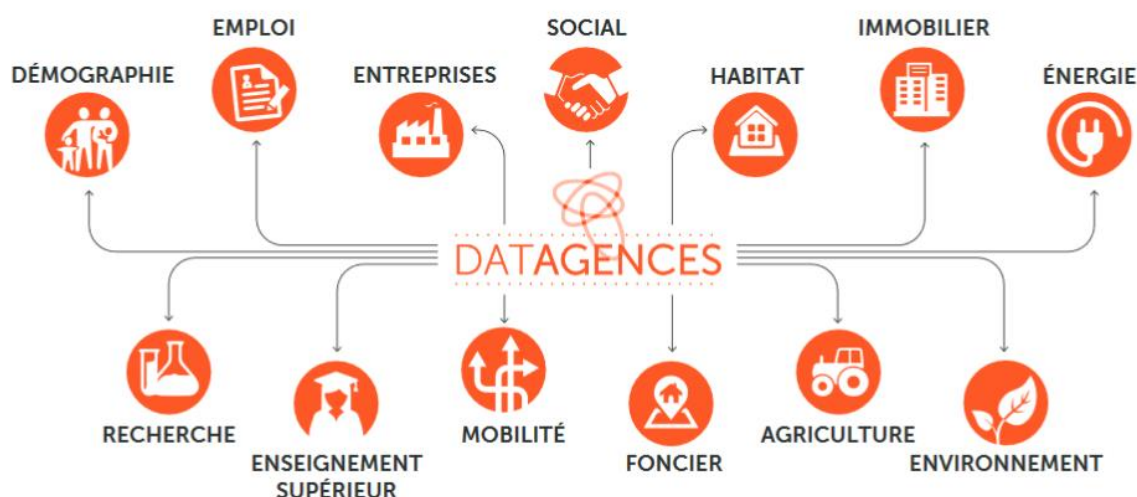 EMPLOI
SOCIAL
IMMOBILIER
DÉMOGRAPHIE
ENTREPRISES
HABITAT
ÉNERGIE
DATAGENCES
RECHERCHE
MOBILITÉ
AGRICULTURE
ENSEIGNEMENT
SUPÉRIEUR
FONCIER
ENVIRONNEMENT